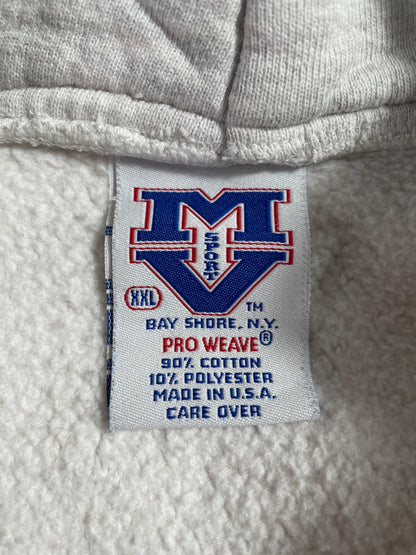 MV
SPORT
XXL
TM
BAY SHORE, N.Y.
PRO WEAVE®
90% COTTON
10% POLYESTER
MADE IN U.S.A.
CARE OVER